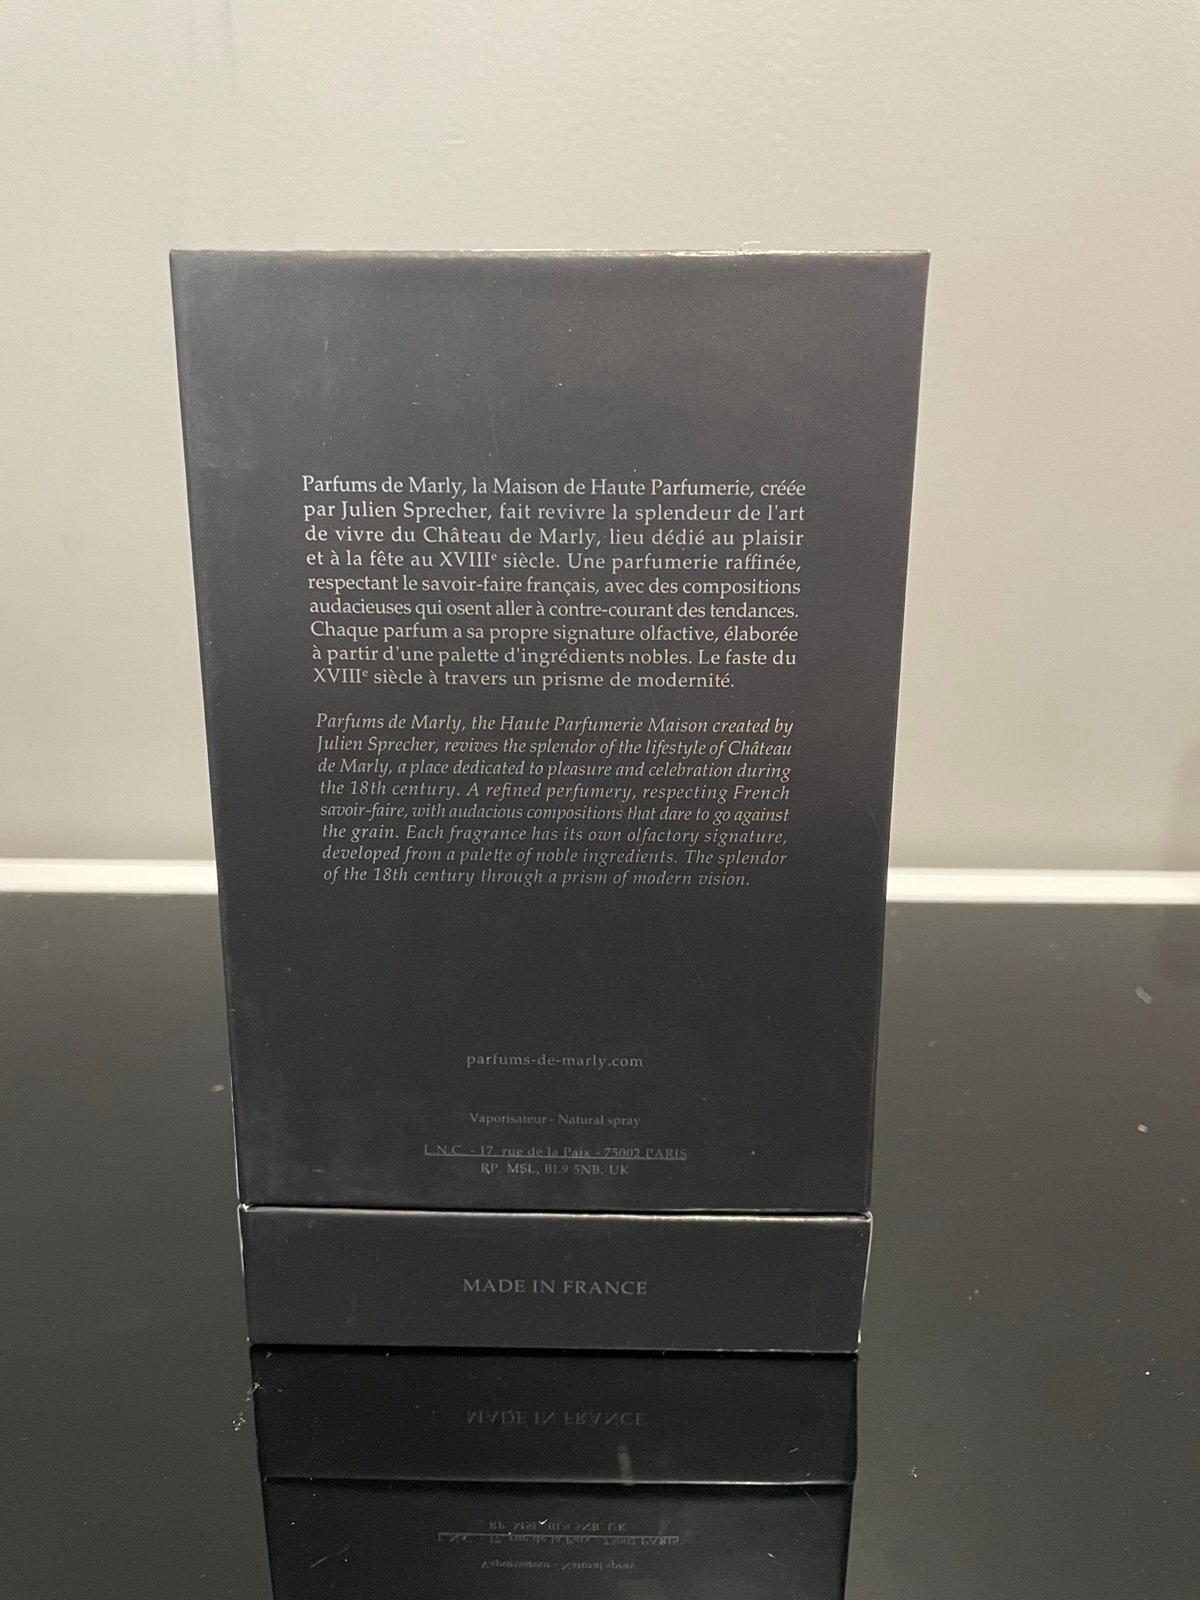 Parfums de Marly, la Maison de Haute Parfumerie, créée
par Julien Sprecher, fait revivre la splendeur de l'art
de vivre du Château de Marly, lieu dédié au plaisir
et à la fête au XVIIIᵉ siècle. Une parfumerie raffinée,
respectant le savoir-faire français, avec des compositions
audacieuses qui osent aller à contre-courant des tendances.
Chaque parfum a sa propre signature olfactive, élaborée
à partir d'une palette d'ingrédients nobles. Le faste du
XVIIIᵉ siècle à travers un prisme de modernité.
Parfums de Marly, the Haute Parfumerie Maison created by
Julien Sprecher, revives the splendor of the lifestyle of Château
de Marly, a place dedicated to pleasure and celebration during
the 18th century. A refined perfumery, respecting French
savoir-faire, with audacious compositions that dare to go against
the grain. Each fragrance has its own olfactory signature,
developed from a palette of noble ingredients. The splendor
of the 18th century through a prism of modern vision.
parfums-de-marly.com
Vaporisateur - Natural spray
L.N.C. - 17, rue de la Paix - 75002 PARIS
RP. MSL, BL9 5NB, UK
MADE IN FRANCE